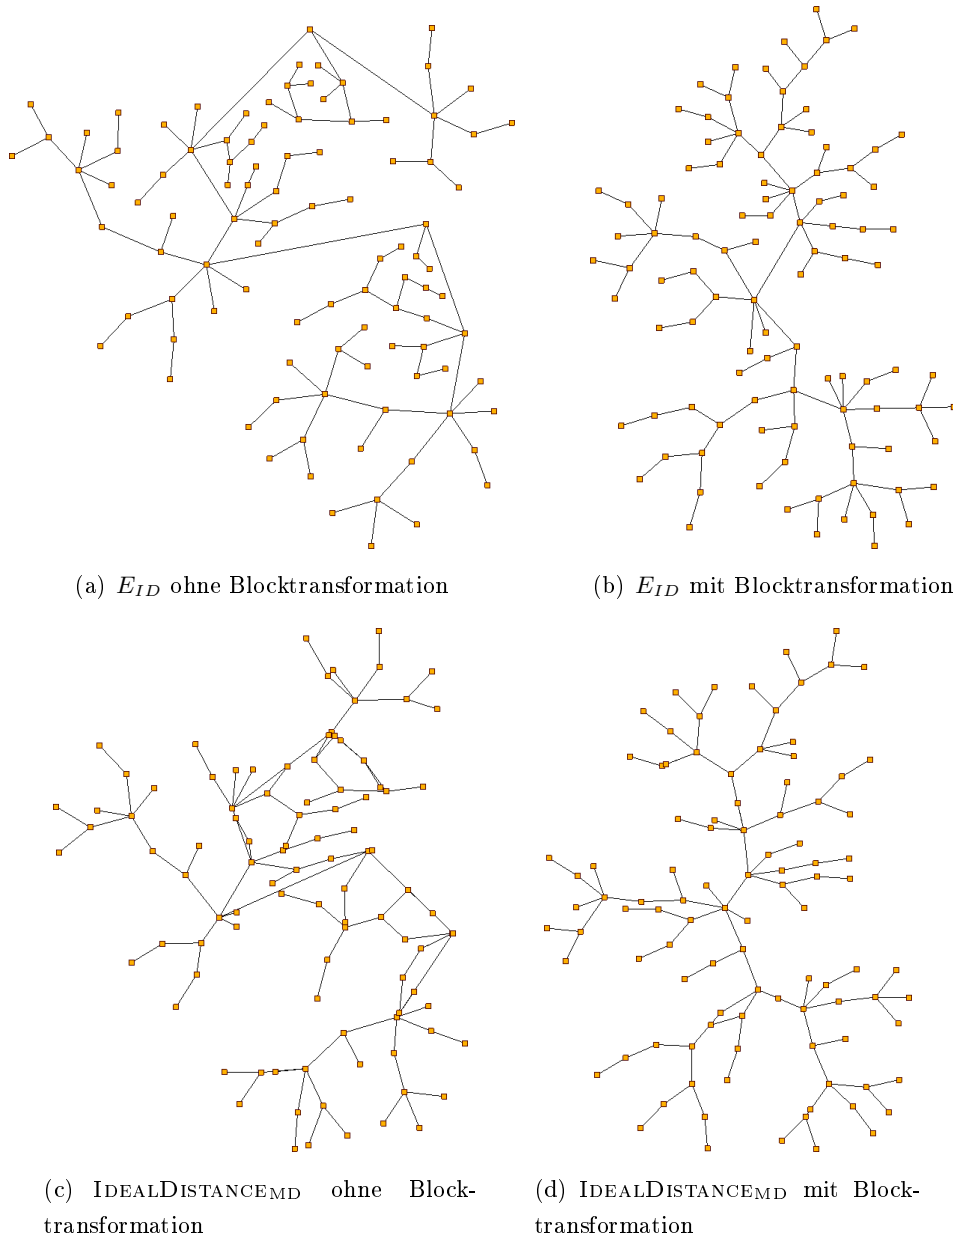 (a) E_ID ohne Blocktransformation
(b) E_ID mit Blocktransformation
(c) IDEALDISTANCE_MD ohne Block-
transformation
(d) IDEALDISTANCE_MD mit Block-
transformation